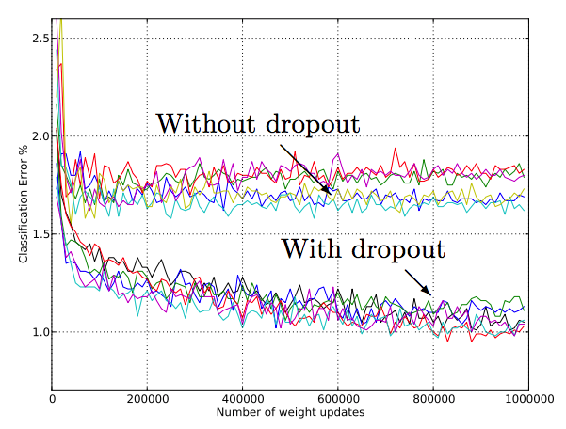 2.5
2.0
Without dropout
Classification Error %
1.5
With dropout
1.0
0 200000 400000 600000 800000 1000000
Number of weight updates